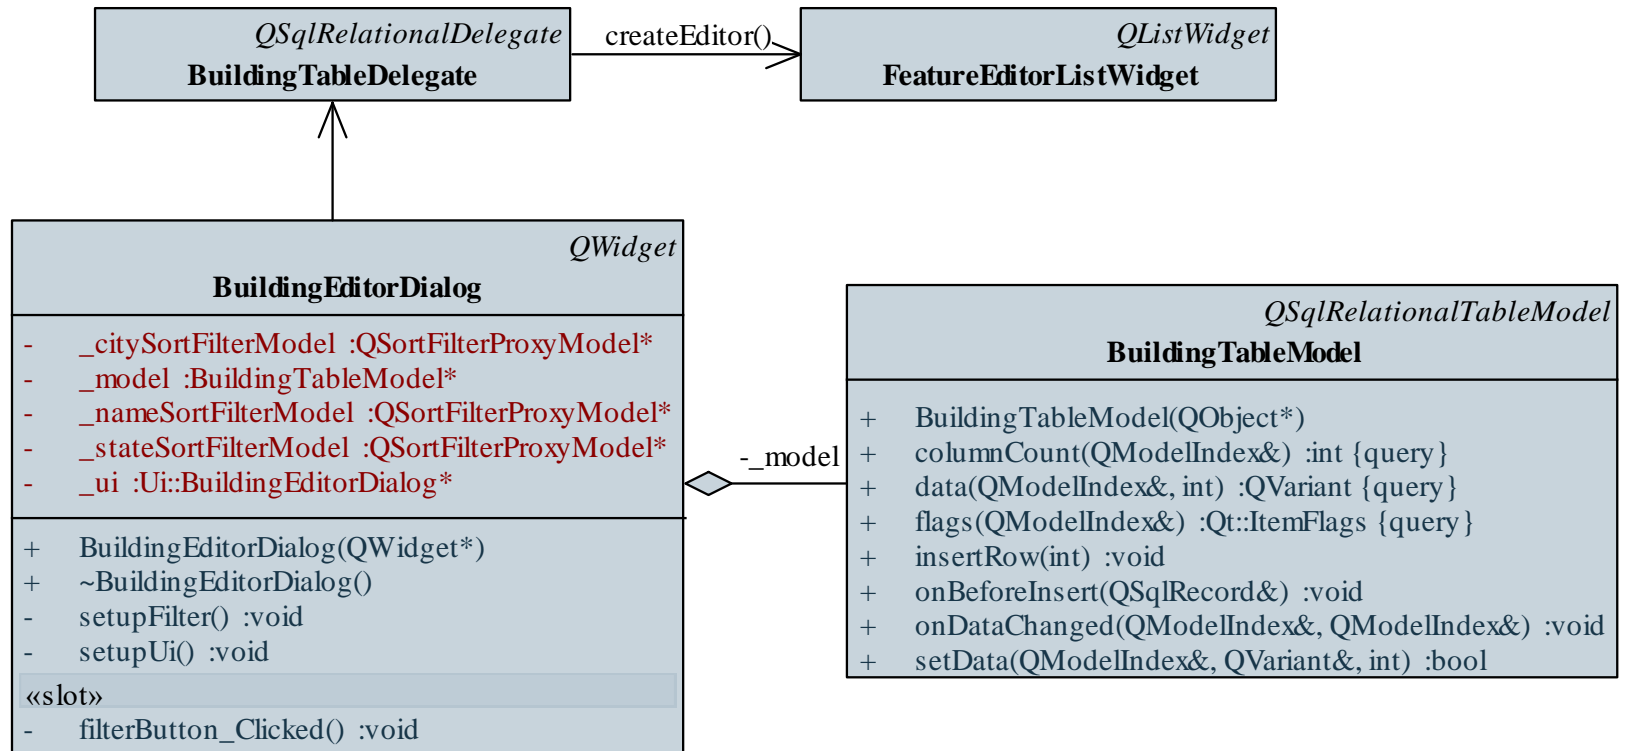 QSqlRelationalDelegate
BuildingTableDelegate
createEditor()
QListWidget
FeatureEditorListWidget
QWidget
BuildingEditorDialog
- _citySortFilterModel :QSortFilterProxyModel*
- _model :BuildingTableModel*
- _nameSortFilterModel :QSortFilterProxyModel*
- _stateSortFilterModel :QSortFilterProxyModel*
- _ui :Ui::BuildingEditorDialog*
+ BuildingEditorDialog(QWidget*)
+ ~BuildingEditorDialog()
- setupFilter() :void
- setupUi() :void
«slot»
- filterButton_Clicked() :void
-_model
QSqlRelationalTableModel
BuildingTableModel
+ BuildingTableModel(QObject*)
+ columnCount(QModelIndex&) :int {query}
+ data(QModelIndex&, int) :QVariant {query}
+ flags(QModelIndex&) :Qt::ItemFlags {query}
+ insertRow(int) :void
+ onBeforeInsert(QSqlRecord&) :void
+ onDataChanged(QModelIndex&, QModelIndex&) :void
+ setData(QModelIndex&, QVariant&, int) :bool